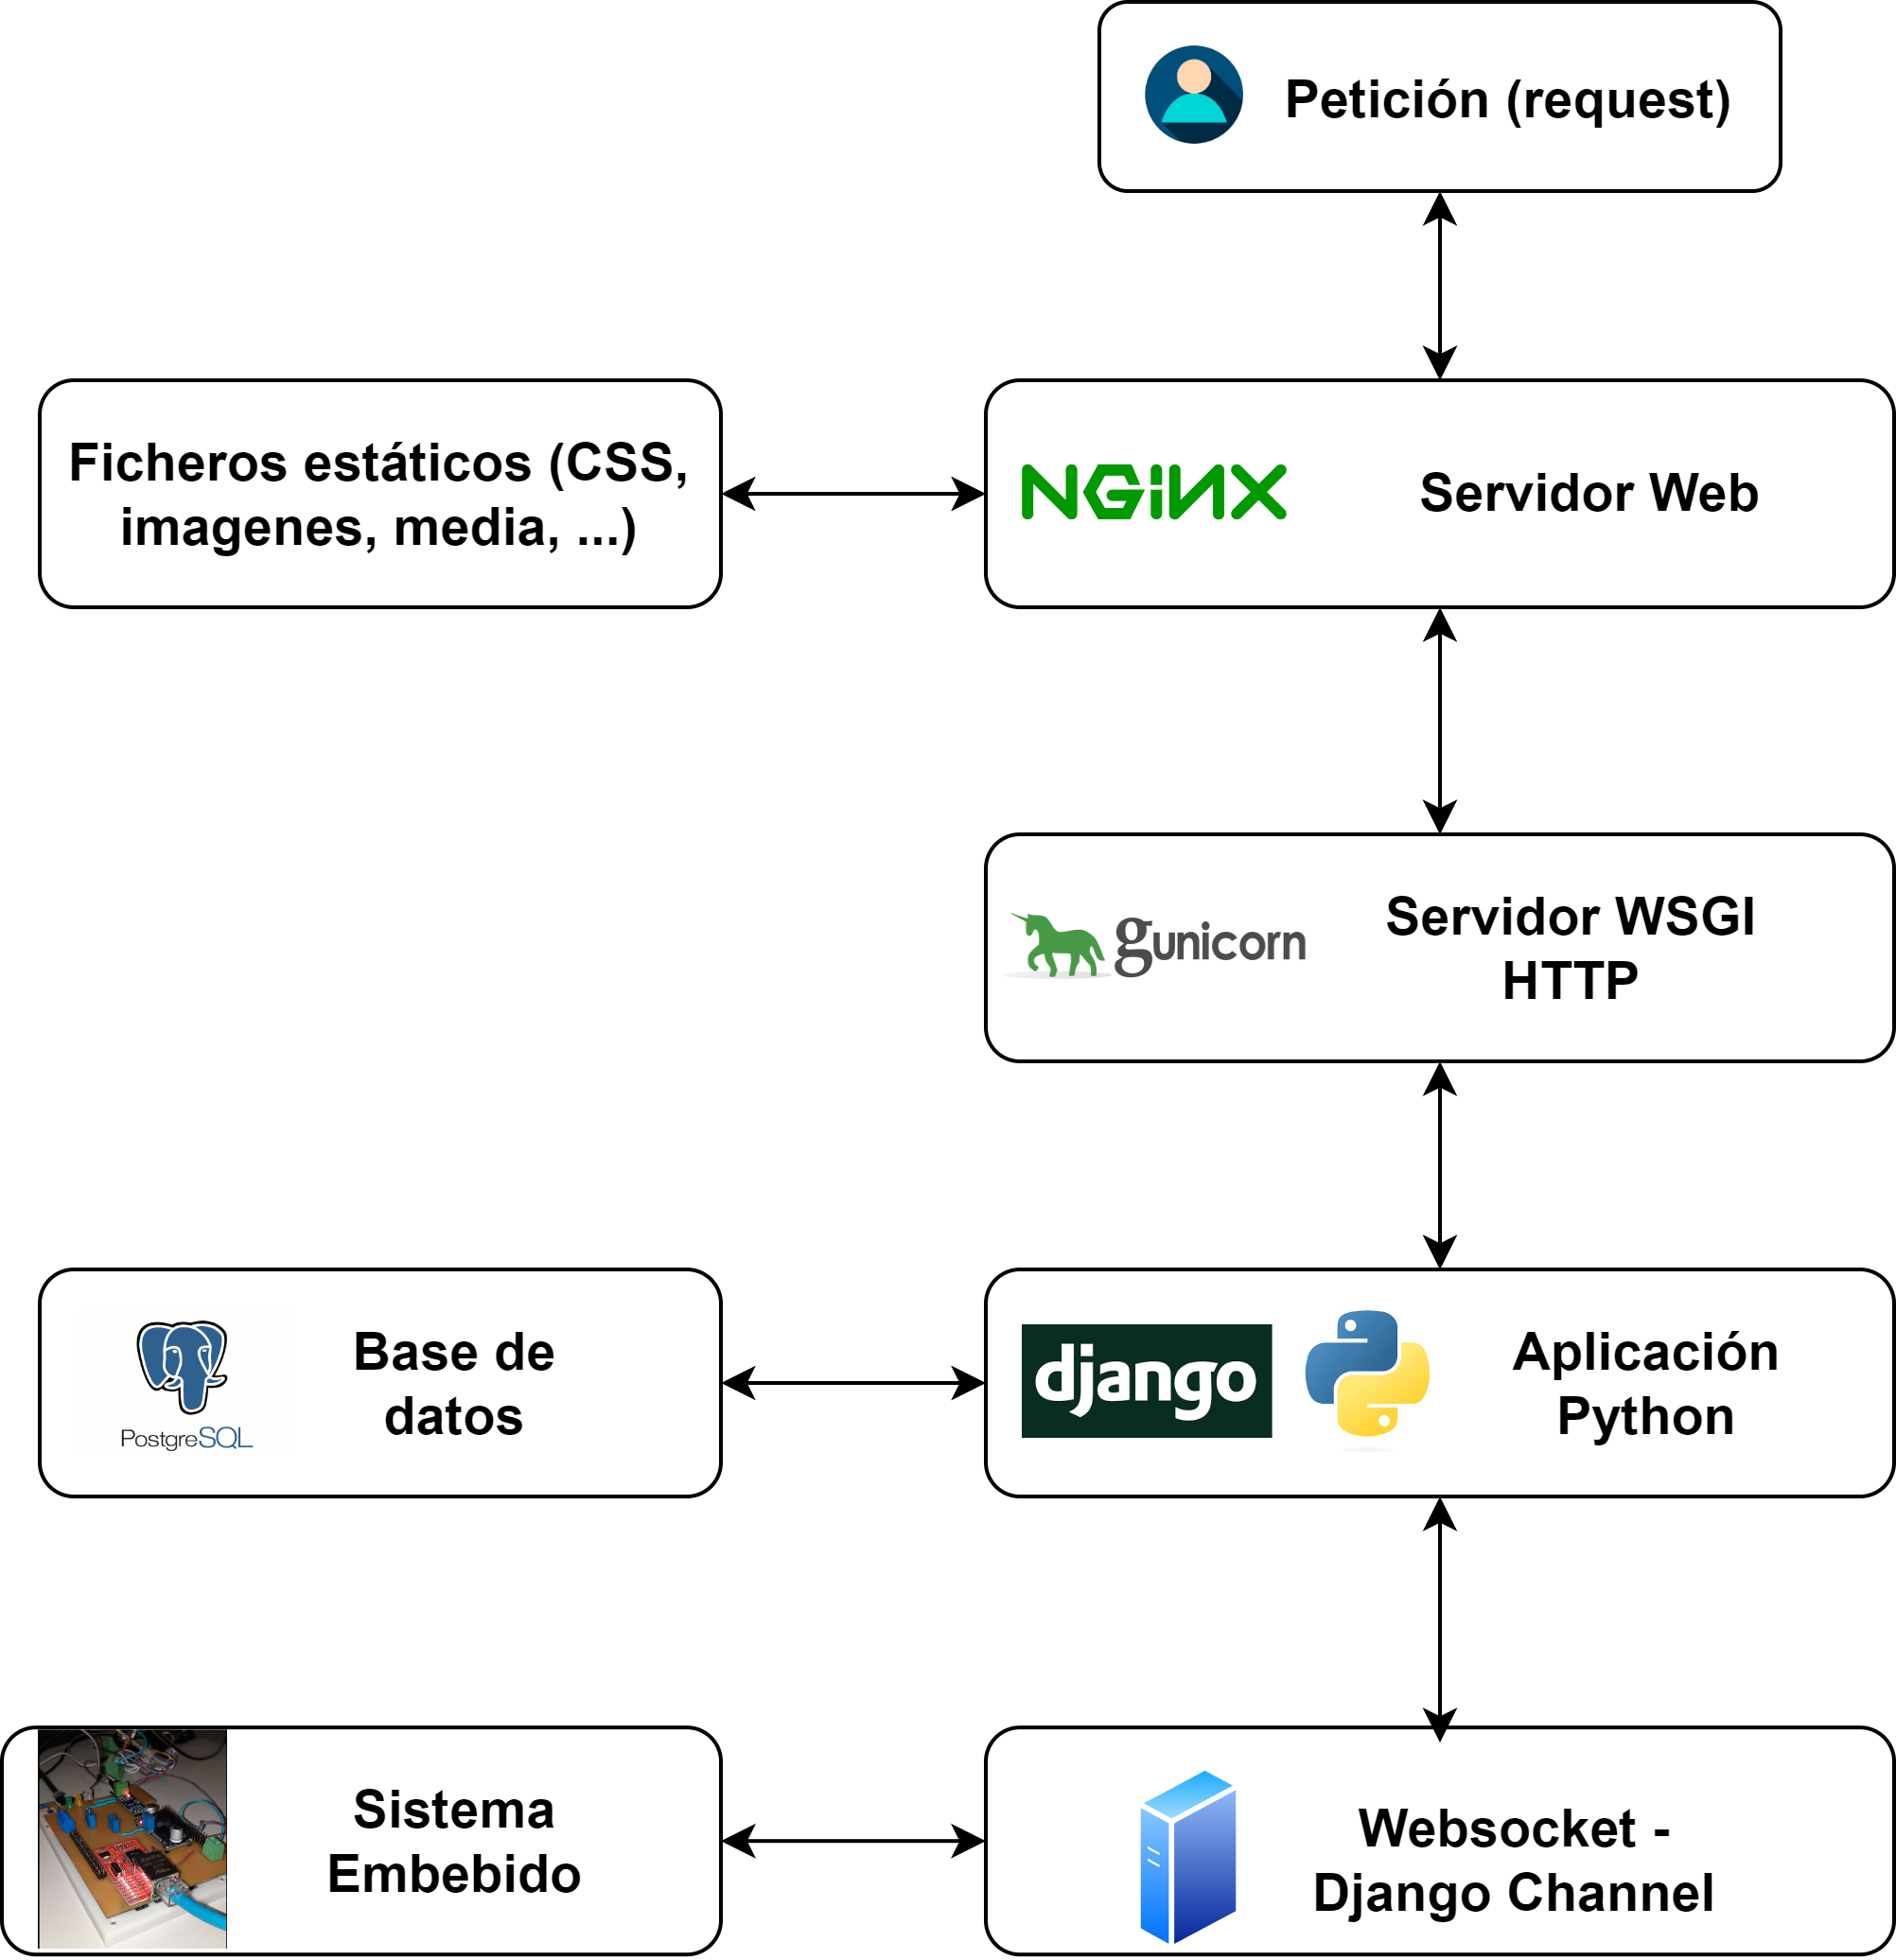 Petición (request)
Ficheros estáticos (CSS,
imagenes, media, ...)
NGiNX
Servidor Web
gunicorn
Servidor WSGI
HTTP
PostgreSQL
Base de
datos
django
Aplicación
Python
Sistema
Embebido
Websocket -
Django Channel